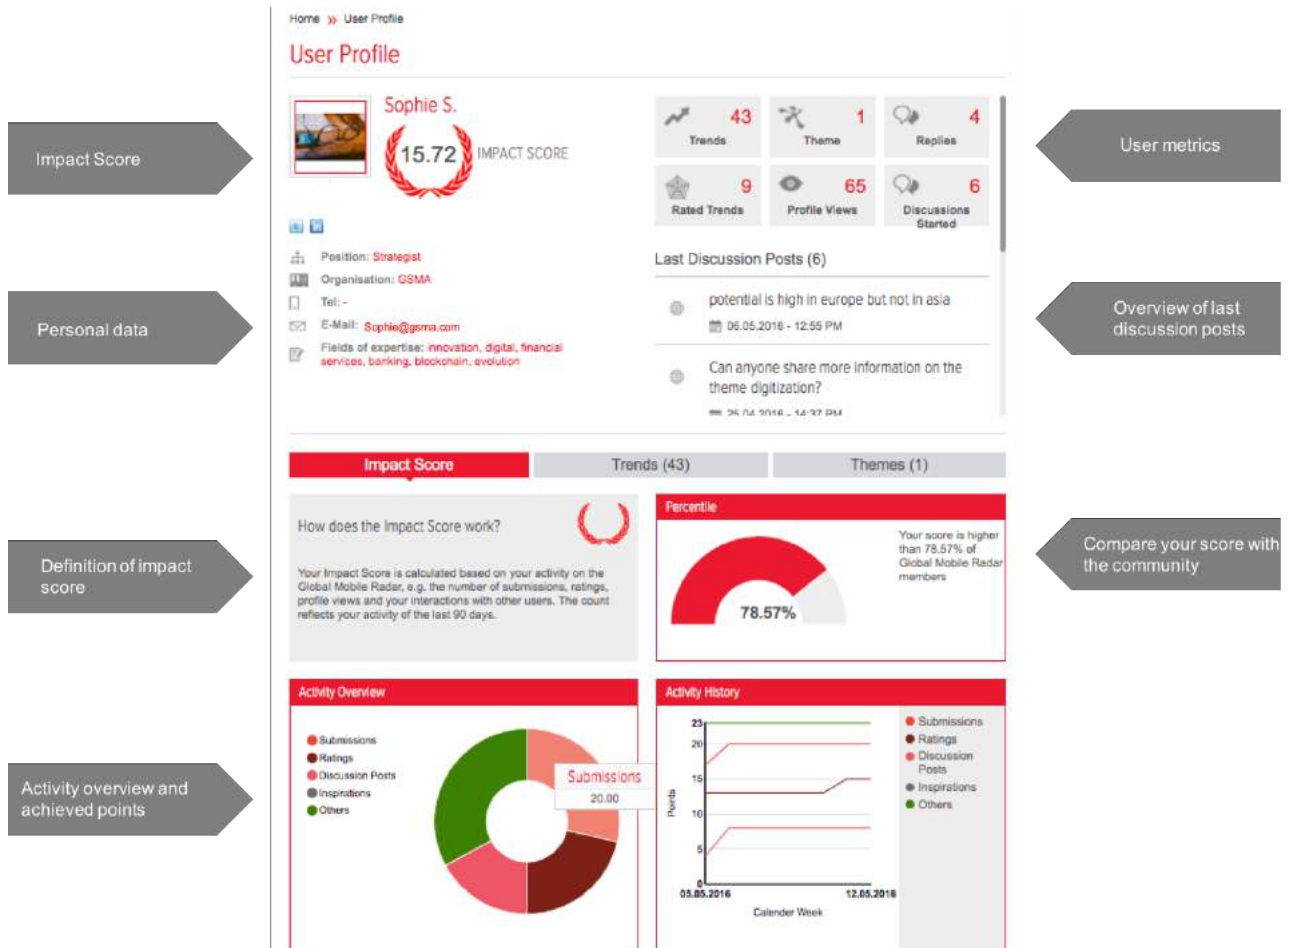 Home » User Profile
User Profile
Impact Score
Sophie S.
15.72
IMPACT SCORE
43
Trends
1
Theme
4
Replies
9
Rated Trends
65
Profile Views
6
Discussions
Started
User metrics
Personal data
Position: Strategist
Organisation: GSMA
Tel: -
E-Mail: Sophie@gsma.com
Fields of expertise: innovation, digital, financial
services, banking, blockchain, evolution
Last Discussion Posts (6)
potential is high in europe but not in asia
06.05.2016 - 12:55 PM
Can anyone share more information on the
theme digitization?
25.04.2016 - 14:37 PM
Overview of last
discussion posts
Impact Score
Trends (43)
Themes (1)
Definition of impact
score
How does the Impact Score work?
Your Impact Score is calculated based on your activity on the
Global Mobile Radar, e.g. the number of submissions, ratings,
profile views and your interactions with other users. The count
reflects your activity of the last 90 days.
Percentile
78.57%
Your score is higher
than 78.57% of
Global Mobile Radar
members
Compare your score with
the community
Activity overview and
achieved points
Activity Overview
Submissions
Ratings
Discussion Posts
Inspirations
Others
Submissions
20.00
Activity History
23
20
15
10
5
0
Points
05.05.2016
12.05.2016
Calender Week
Submissions
Ratings
Discussion
Posts
Inspirations
Others